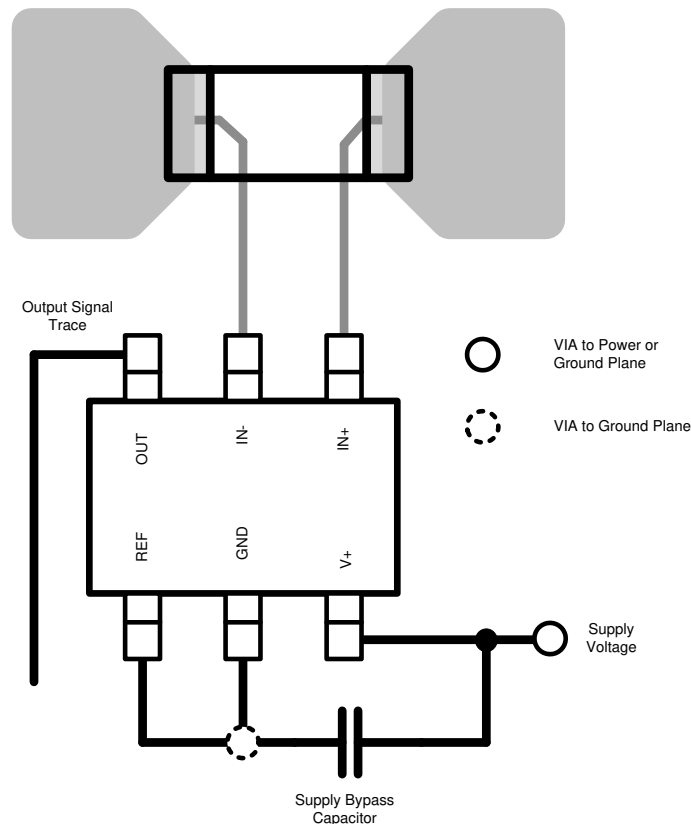 Output Signal
Trace
VIA to Power or
Ground Plane
VIA to Ground Plane
OUT
IN-
IN+
REF
GND
V+
Supply
Voltage
Supply Bypass
Capacitor